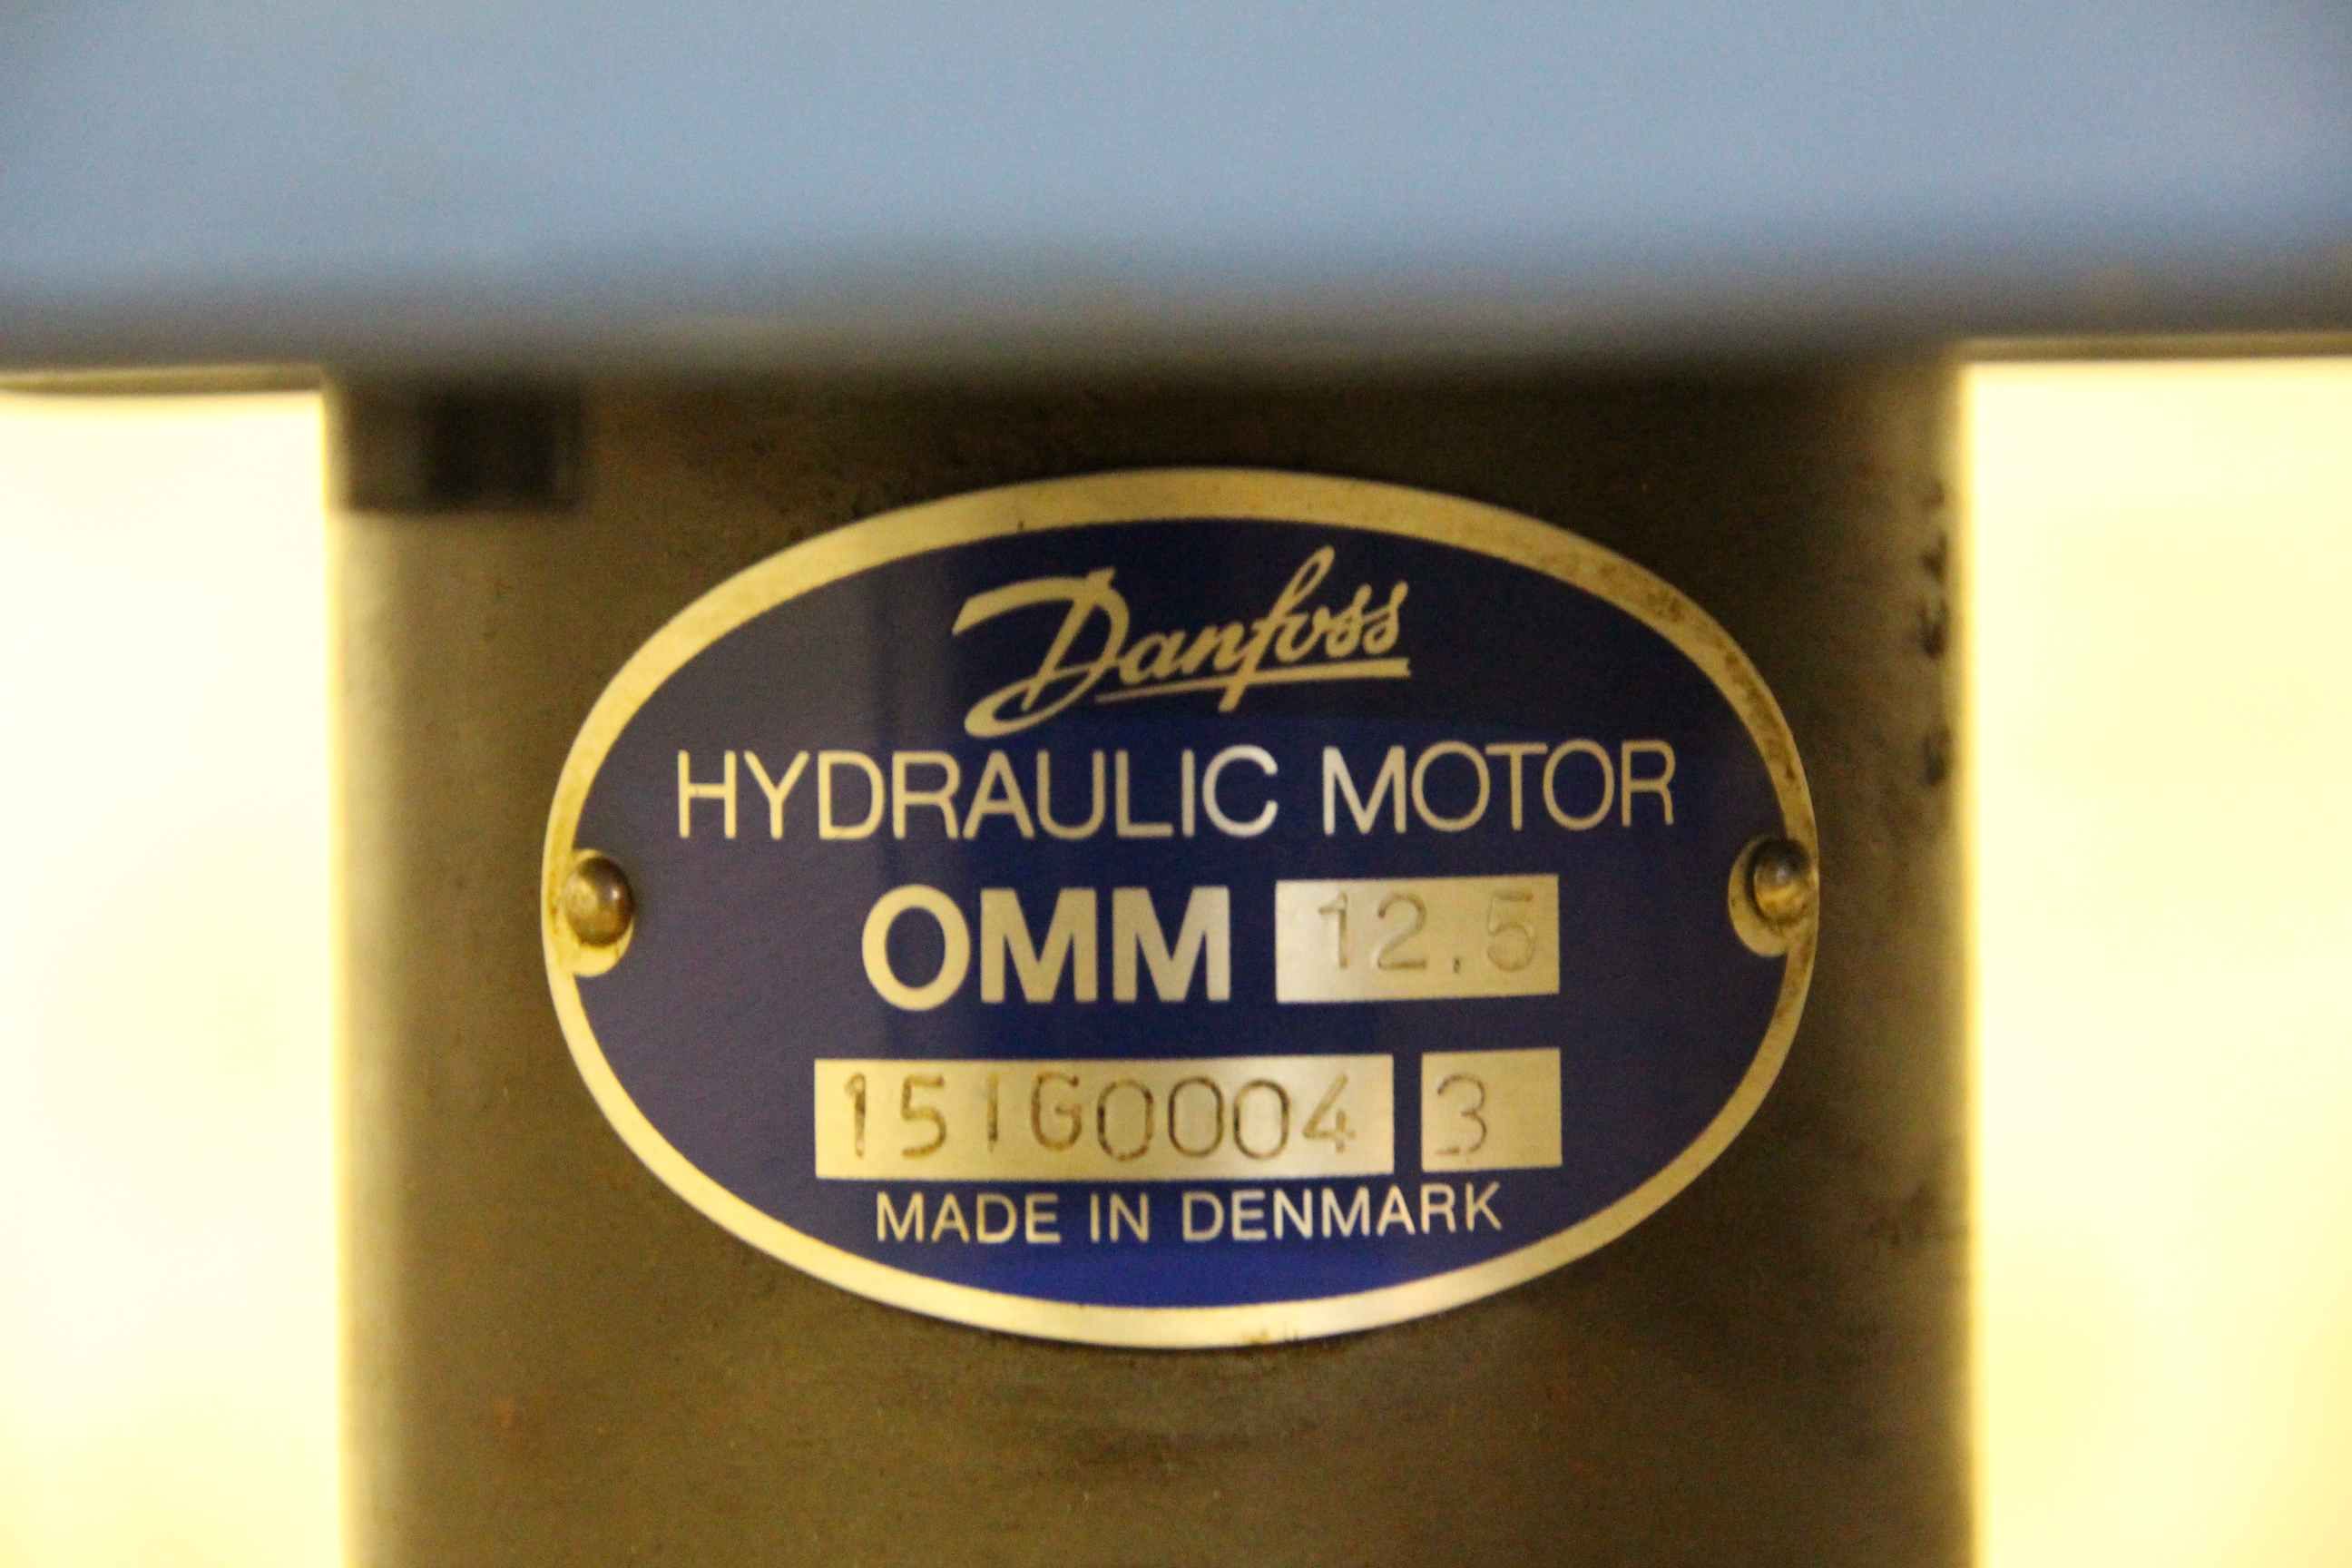 Danfoss
HYDRAULIC MOTOR
OMM 12.5
151G0004 3
MADE IN DENMARK